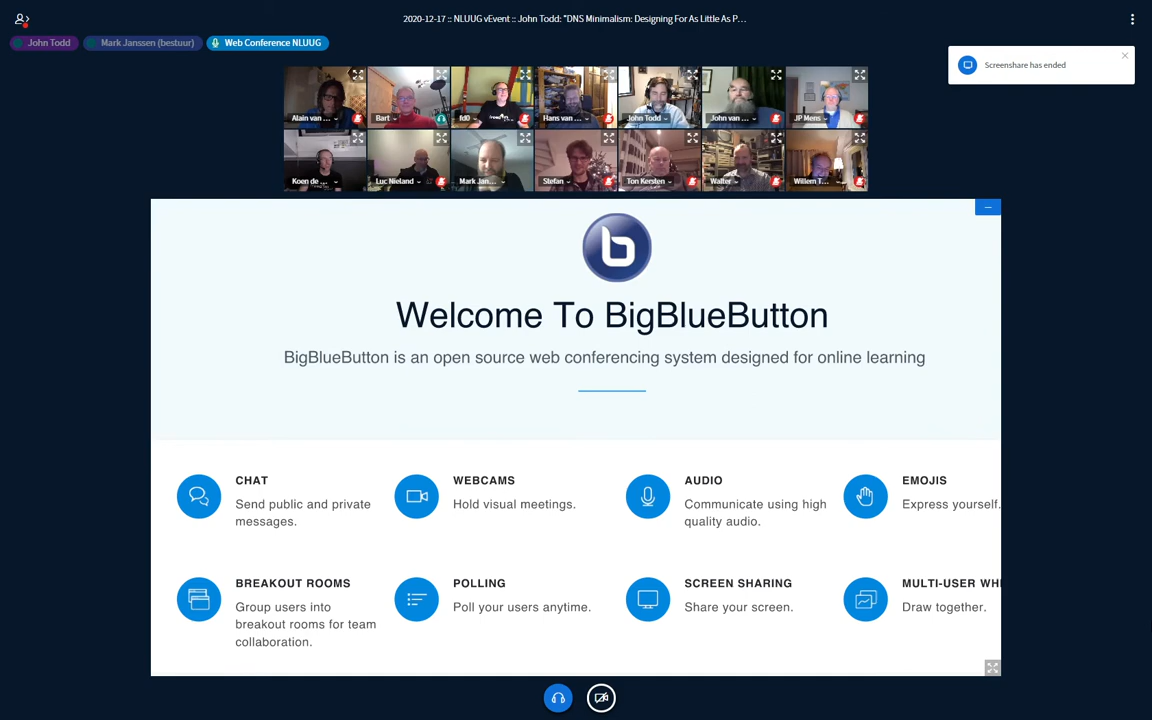 2020-12-17 :: NLUUG vEvent :: John Todd: "DNS Minimalism: Designing For As Little As P...
John Todd
Mark Janssen (bestuur)
Web Conference NLUUG
Screenshare has ended
Alain van ...
Bart
fd0
Hans van ...
John Todd
John van ...
JP Mens
Koen de ...
Luc Nieland
Mark Jan...
Stefan
Ton Kersten
Walter
Willem T...
b
Welcome To BigBlueButton
BigBlueButton is an open source web conferencing system designed for online learning
CHAT
Send public and private
messages.
WEBCAMS
Hold visual meetings.
AUDIO
Communicate using high
quality audio.
EMOJIS
Express yourself.
BREAKOUT ROOMS
Group users into
breakout rooms for team
collaboration.
POLLING
Poll your users anytime.
SCREEN SHARING
Share your screen.
MULTI-USER WHI
Draw together.